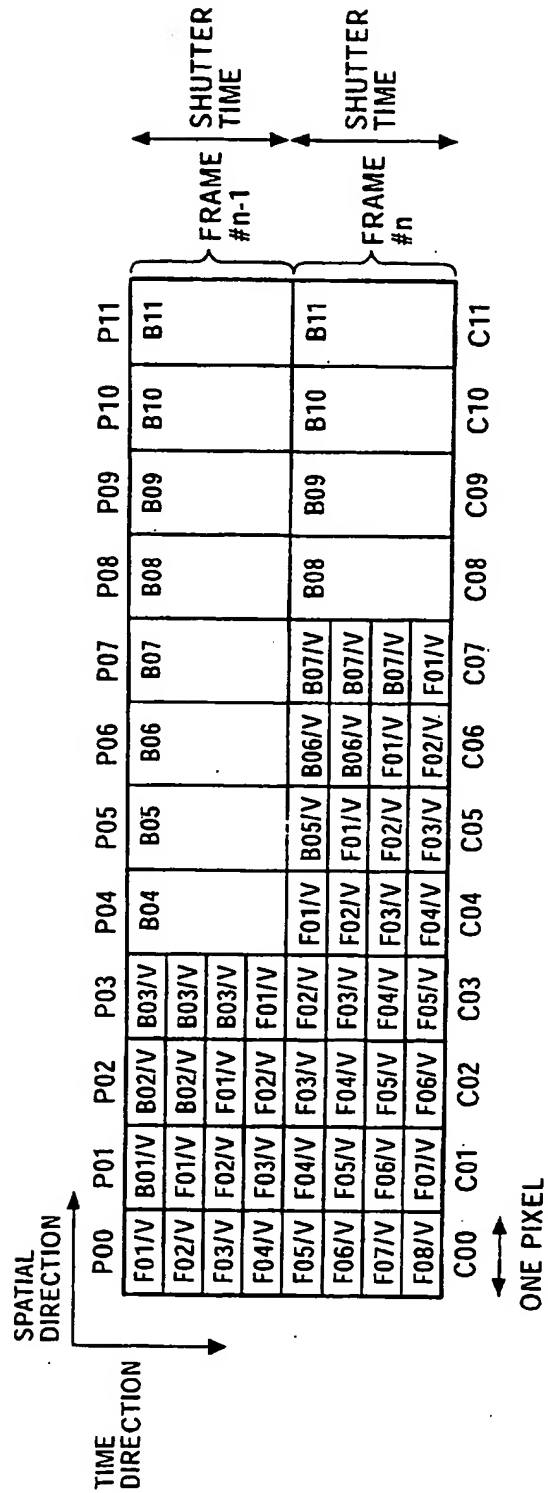 SPATIAL
DIRECTION
TIME
DIRECTION
P00 P01 P02 P03 P04 P05 P06 P07 P08 P09 P10 P11
F01/V B01/V B02/V B03/V B04 B05 B06 B07 B08 B09 B10 B11
F02/V F01/V B02/V B03/V
F03/V F02/V F01/V B03/V
F04/V F03/V F02/V F01/V
FRAME
#n-1
SHUTTER
TIME
F05/V F04/V F03/V F02/V F01/V B05/V B06/V B07/V B08 B09 B10 B11
F06/V F05/V F04/V F03/V F02/V F01/V B06/V B07/V
F07/V F06/V F05/V F04/V F03/V F02/V F01/V B07/V
F08/V F07/V F06/V F05/V F04/V F03/V F02/V F01/V
FRAME
#n
SHUTTER
TIME
C00 C01 C02 C03 C04 C05 C06 C07 C08 C09 C10 C11
ONE PIXEL